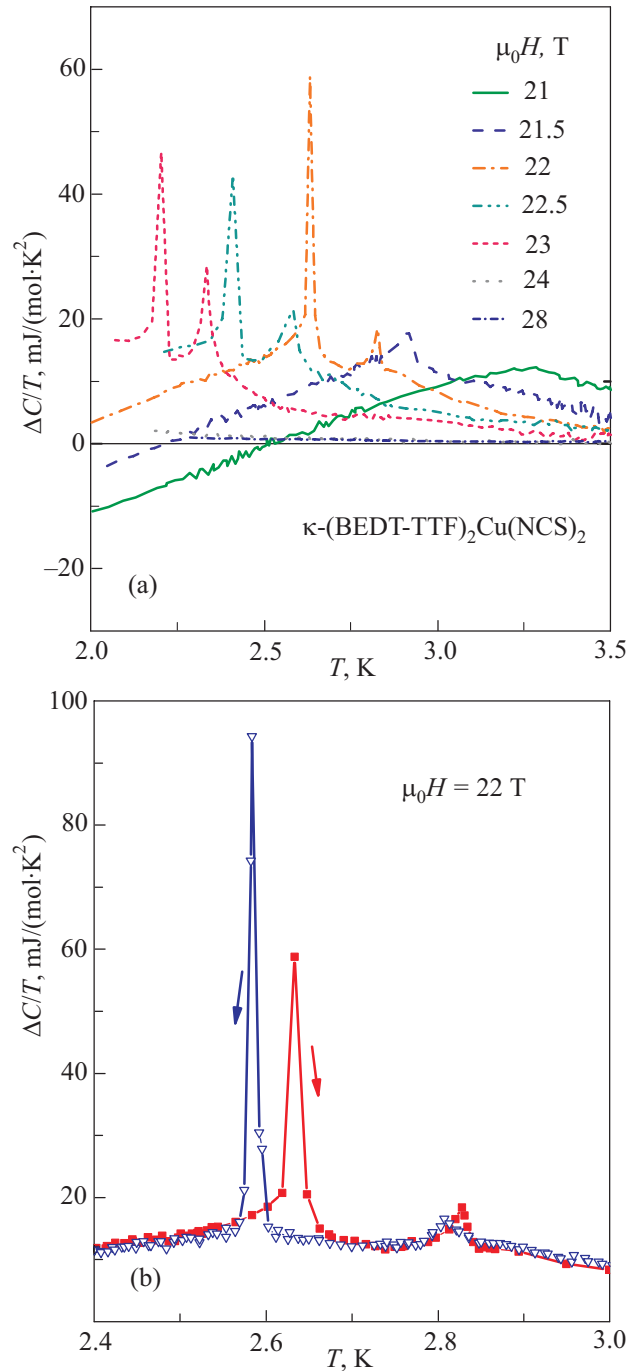 μ₀H, T
60
21
21.5
22
40
22.5
23
24
20
28
0
κ-(BEDT-TTF)₂Cu(NCS)₂
–20
(a)
2.0 2.5 3.0 3.5
T, K
ΔC/T, mJ/(mol·K²)
100
μ₀H = 22 T
80
60
40
20
(b)
2.4 2.6 2.8 3.0
T, K
ΔC/T, mJ/(mol·K²)